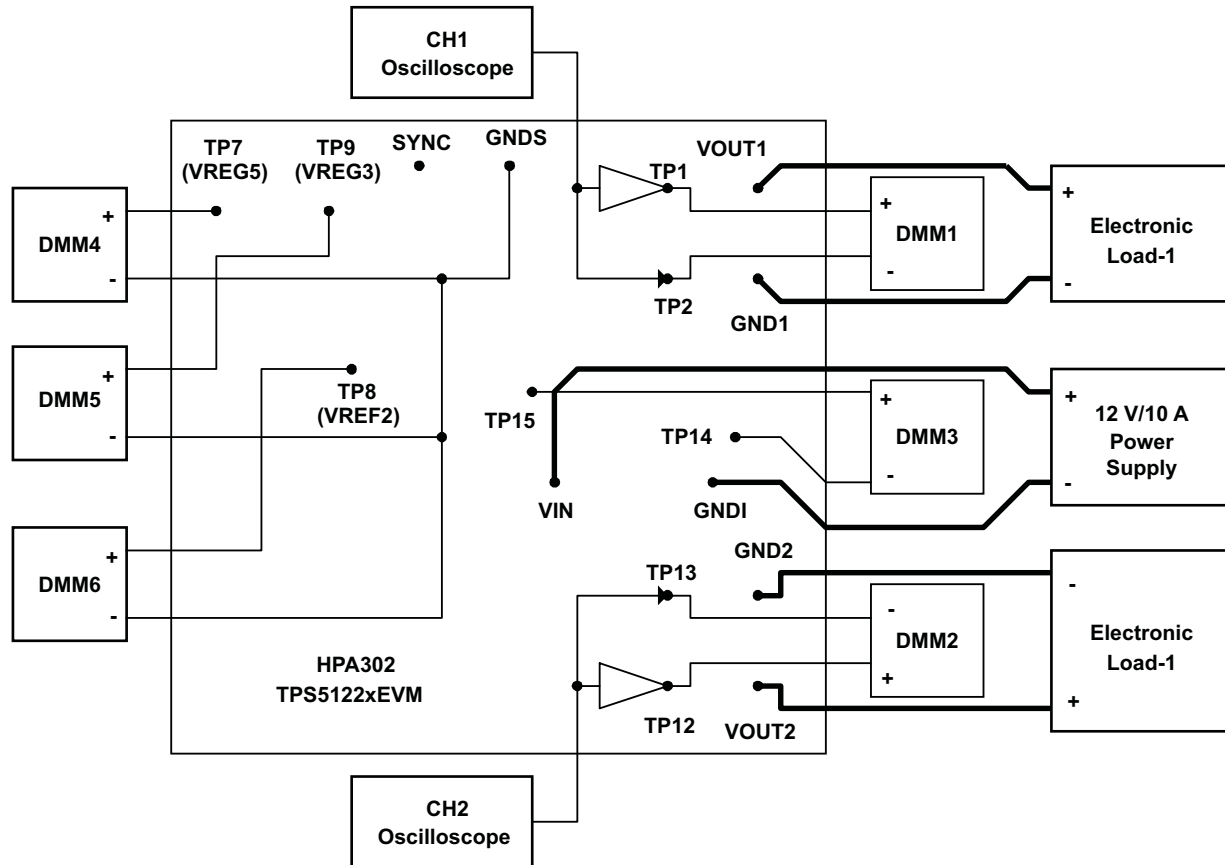 CH1
Oscilloscope
TP7
(VREG5)
TP9
(VREG3)
SYNC
GNDS
TP1
VOUT1
+
DMM4
-
+
DMM1
-
+
Electronic
Load-1
-
TP2
GND1
+
DMM5
-
TP8
(VREF2)
TP15
TP14
+
DMM3
-
+
12 V/10 A
Power
Supply
-
VIN
GNDI
GND2
+
DMM6
-
TP13
-
DMM2
+
-
Electronic
Load-1
+
HPA302
TPS5122xEVM
TP12
VOUT2
CH2
Oscilloscope